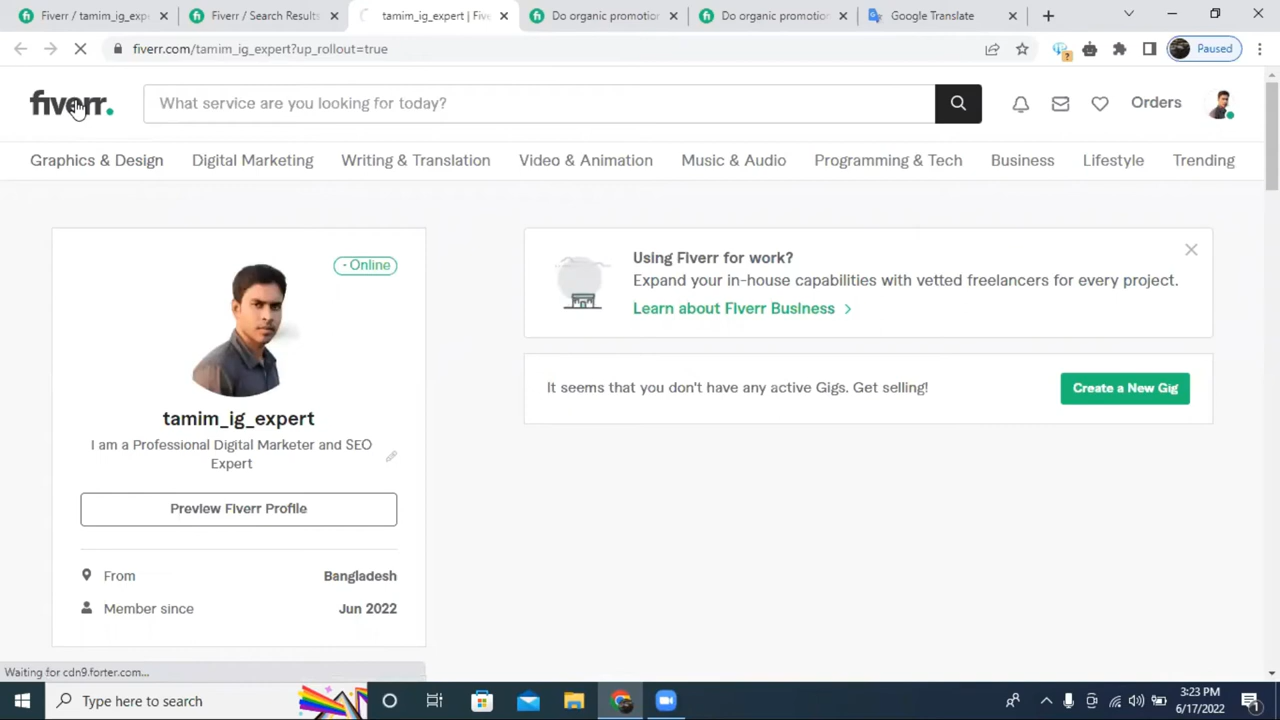 Fiverr / tamim_ig_expe
Fiverr / Search Results
tamim_ig_expert | Five
Do organic promotion
Do organic promotion
Google Translate
fiverr.com/tamim_ig_expert?up_rollout=true
Paused
fiverr.
What service are you looking for today?
Orders
Graphics & Design
Digital Marketing
Writing & Translation
Video & Animation
Music & Audio
Programming & Tech
Business
Lifestyle
Trending
- Online
tamim_ig_expert
I am a Professional Digital Marketer and SEO
Expert
Preview Fiverr Profile
From Bangladesh
Member since Jun 2022
Using Fiverr for work?
Expand your in-house capabilities with vetted freelancers for every project.
Learn about Fiverr Business
It seems that you don't have any active Gigs. Get selling!
Create a New Gig
Waiting for cdn9.forter.com...
Type here to search
3:23 PM
6/17/2022